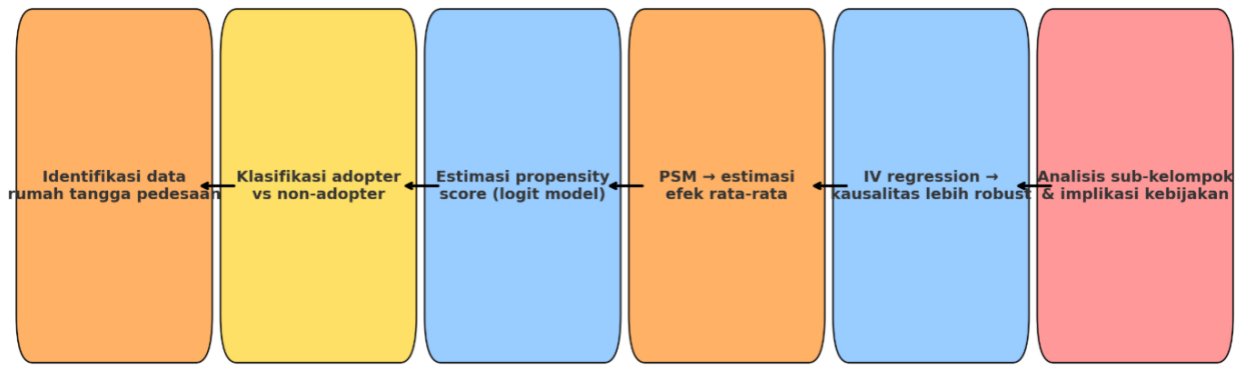 Identifikasi data
rumah tangga pedesaan
Klasifikasi adopter
vs non-adopter
Estimasi propensity
score (logit model)
PSM → estimasi
efek rata-rata
IV regression →
kausalitas lebih robust
Analisis sub-kelompok
& implikasi kebijakan